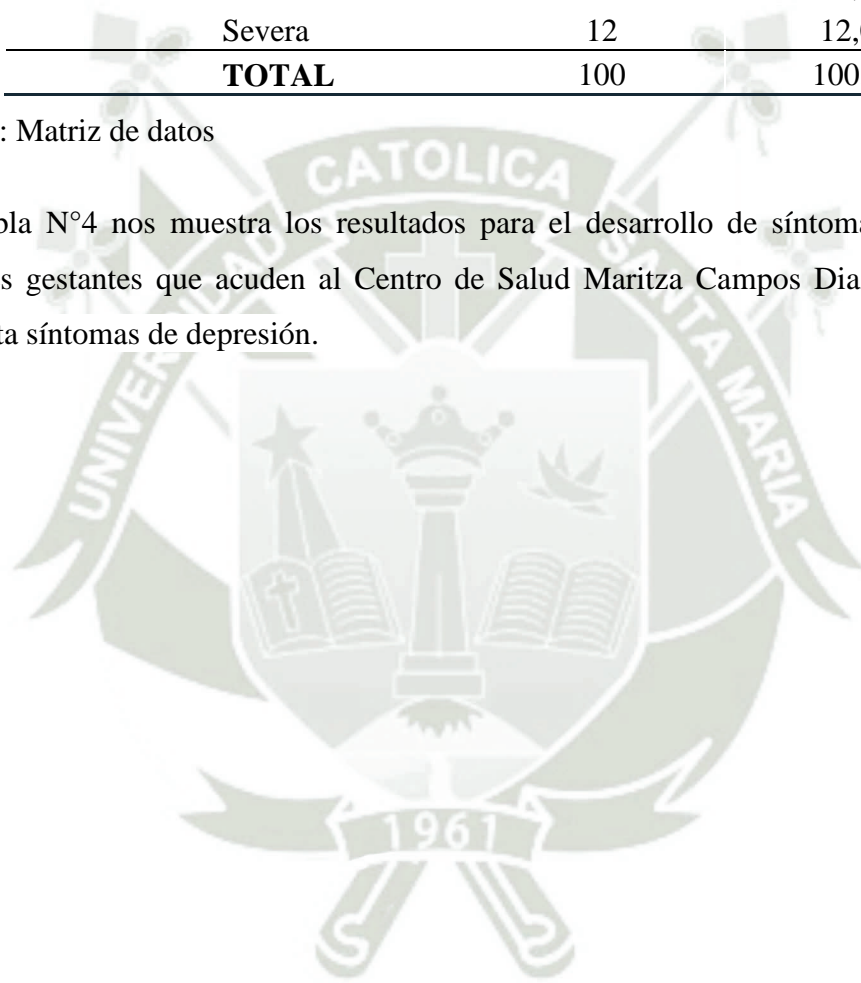 Severa 12 12,
TOTAL 100 100
: Matriz de datos
bla N°4 nos muestra los resultados para el desarrollo de síntoma
s gestantes que acuden al Centro de Salud Maritza Campos Dia
ta síntomas de depresión.
UNIVERSIDAD CATOLICA SANTA MARIA
1961